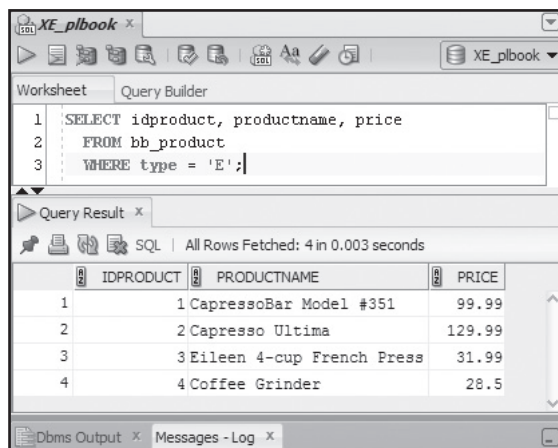 XE_plbook ×
SQL Aa XE_plbook
Worksheet Query Builder
1 SELECT idproduct, productname, price
2 FROM bb_product
3 WHERE type = 'E';
Query Result ×
SQL | All Rows Fetched: 4 in 0.003 seconds
IDPRODUCT PRODUCTNAME PRICE
1 1 CapressoBar Model #351 99.99
2 2 Capresso Ultima 129.99
3 3 Eileen 4-cup French Press 31.99
4 4 Coffee Grinder 28.5
Dbms Output × Messages - Log ×